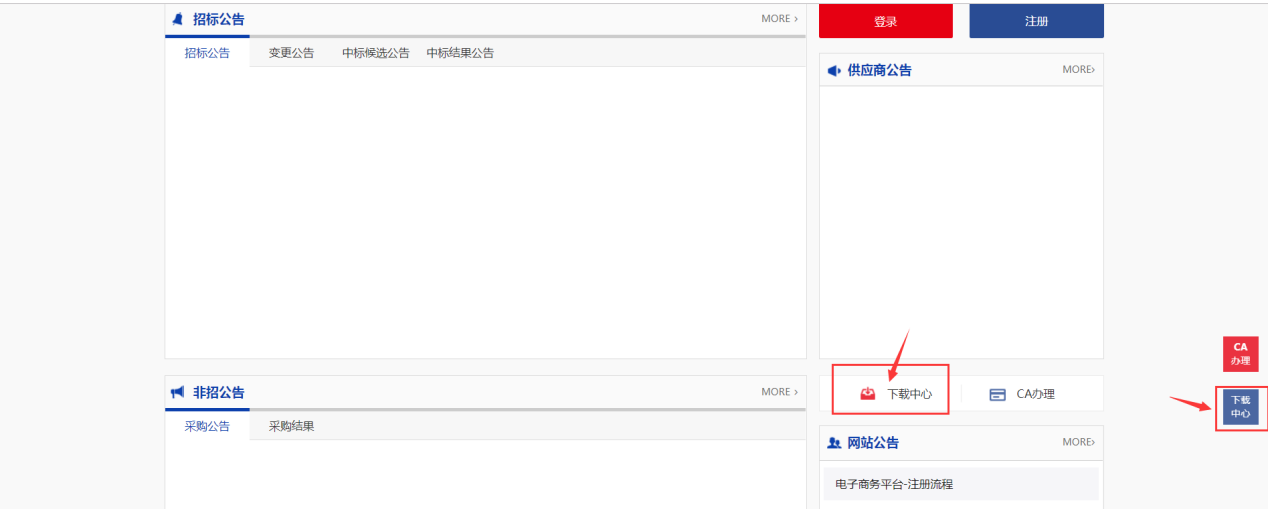 招标公告
MORE ›
招标公告 变更公告 中标候选公告 中标结果公告
登录
注册
供应商公告
MORE›
下载中心
CA办理
CA
办理
下载
中心
非招公告
MORE ›
采购公告 采购结果
网站公告
MORE›
电子商务平台-注册流程